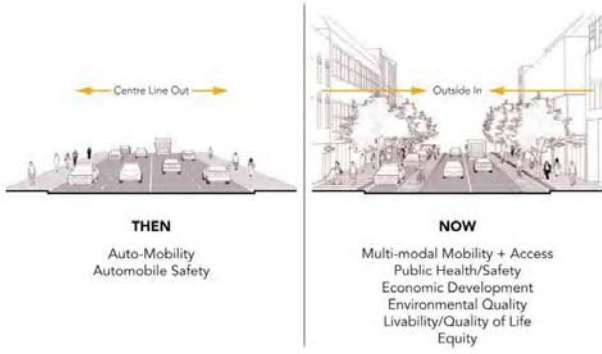 Centre Line Out
THEN
Auto-Mobility
Automobile Safety
Outside In
NOW
Multi-modal Mobility + Access
Public Health/Safety
Economic Development
Environmental Quality
Livability/Quality of Life
Equity